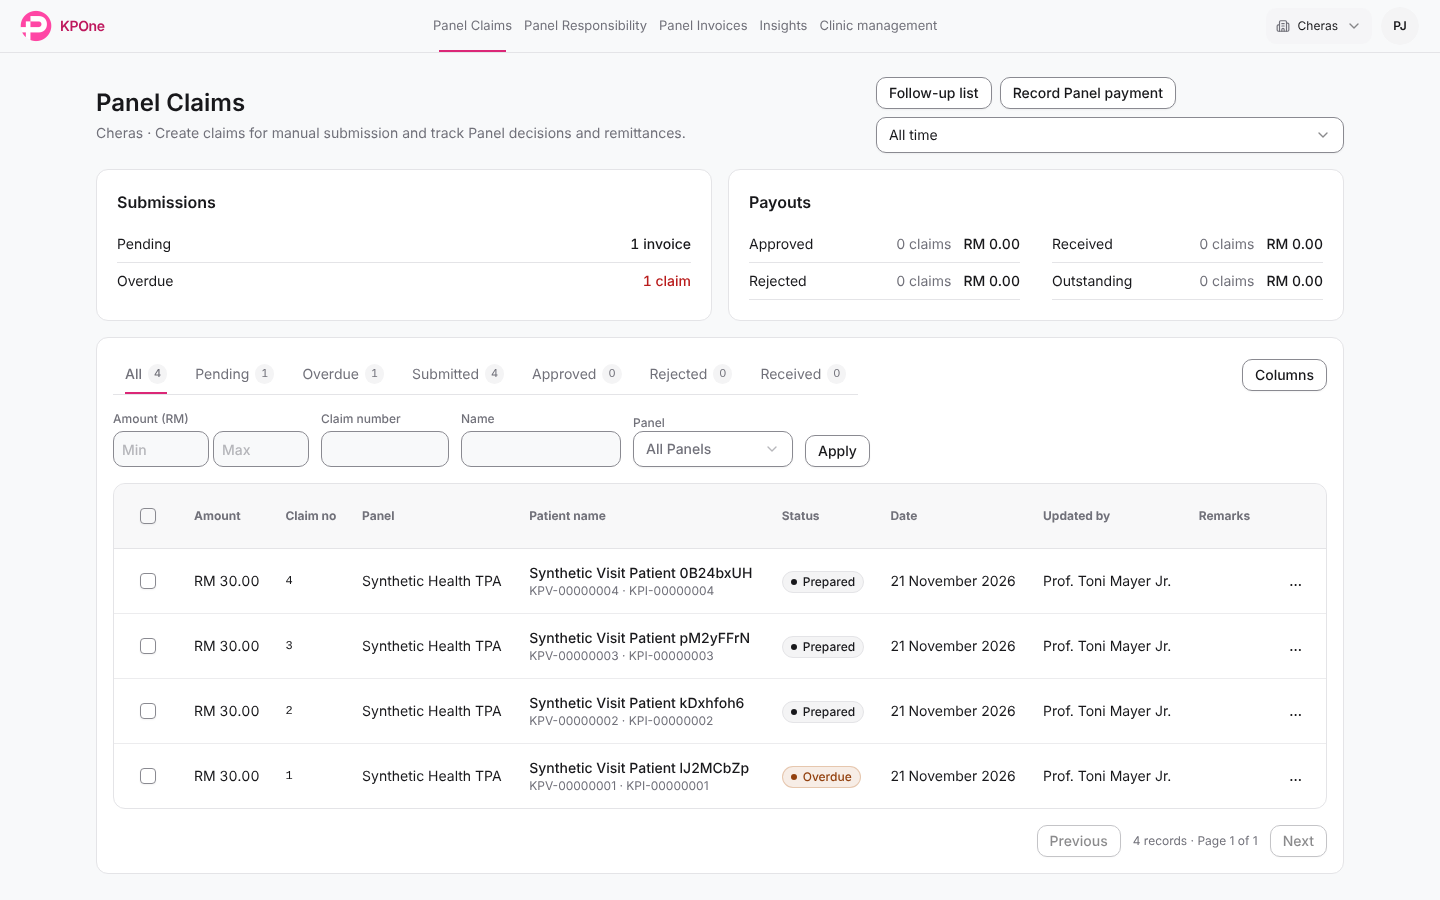 KPOne
Panel Claims Panel Responsibility Panel Invoices Insights Clinic management
Cheras
PJ
Panel Claims
Cheras · Create claims for manual submission and track Panel decisions and remittances.
Follow-up list Record Panel payment
All time
Submissions
Pending 1 invoice
Overdue 1 claim
Payouts
Approved 0 claims RM 0.00 Received 0 claims RM 0.00
Rejected 0 claims RM 0.00 Outstanding 0 claims RM 0.00
All 4 Pending 1 Overdue 1 Submitted 4 Approved 0 Rejected 0 Received 0 Columns
Amount (RM) Claim number Name Panel
Min Max All Panels Apply
Amount Claim no Panel Patient name Status Date Updated by Remarks
RM 30.00 4 Synthetic Health TPA Synthetic Visit Patient 0B24bxUH Prepared 21 November 2026 Prof. Toni Mayer Jr. ...
KPV-00000004 · KPI-00000004
RM 30.00 3 Synthetic Health TPA Synthetic Visit Patient pM2yFFrN Prepared 21 November 2026 Prof. Toni Mayer Jr. ...
KPV-00000003 · KPI-00000003
RM 30.00 2 Synthetic Health TPA Synthetic Visit Patient kDxhfoh6 Prepared 21 November 2026 Prof. Toni Mayer Jr. ...
KPV-00000002 · KPI-00000002
RM 30.00 1 Synthetic Health TPA Synthetic Visit Patient lJ2MCbZp Overdue 21 November 2026 Prof. Toni Mayer Jr. ...
KPV-00000001 · KPI-00000001
Previous 4 records · Page 1 of 1 Next